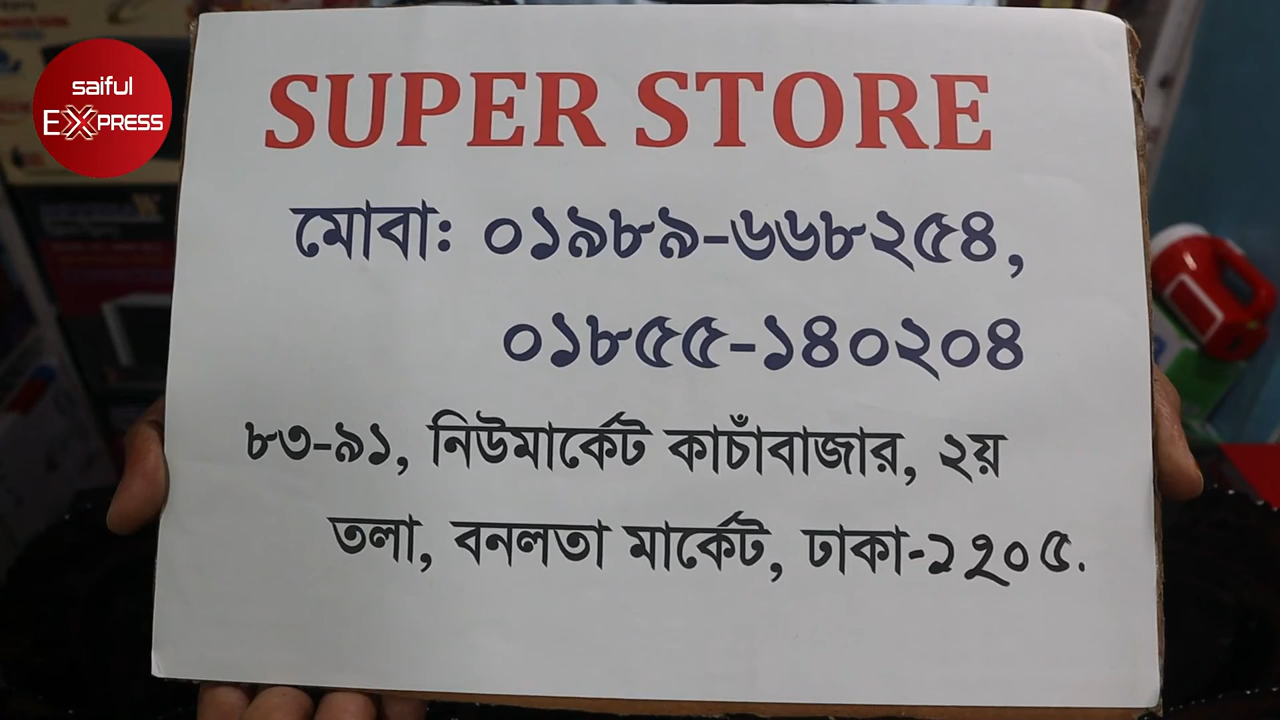 saiful
EXPRESS
SUPER STORE
মোবা: ০১৯৮৯-৬৬৮২৫৪,
০১৮৫৫-১৪০২০৪
৮৩-৯১, নিউমার্কেট কাচাঁবাজার, ২য়
তলা, বনলতা মার্কেট, ঢাকা-১২০৫.